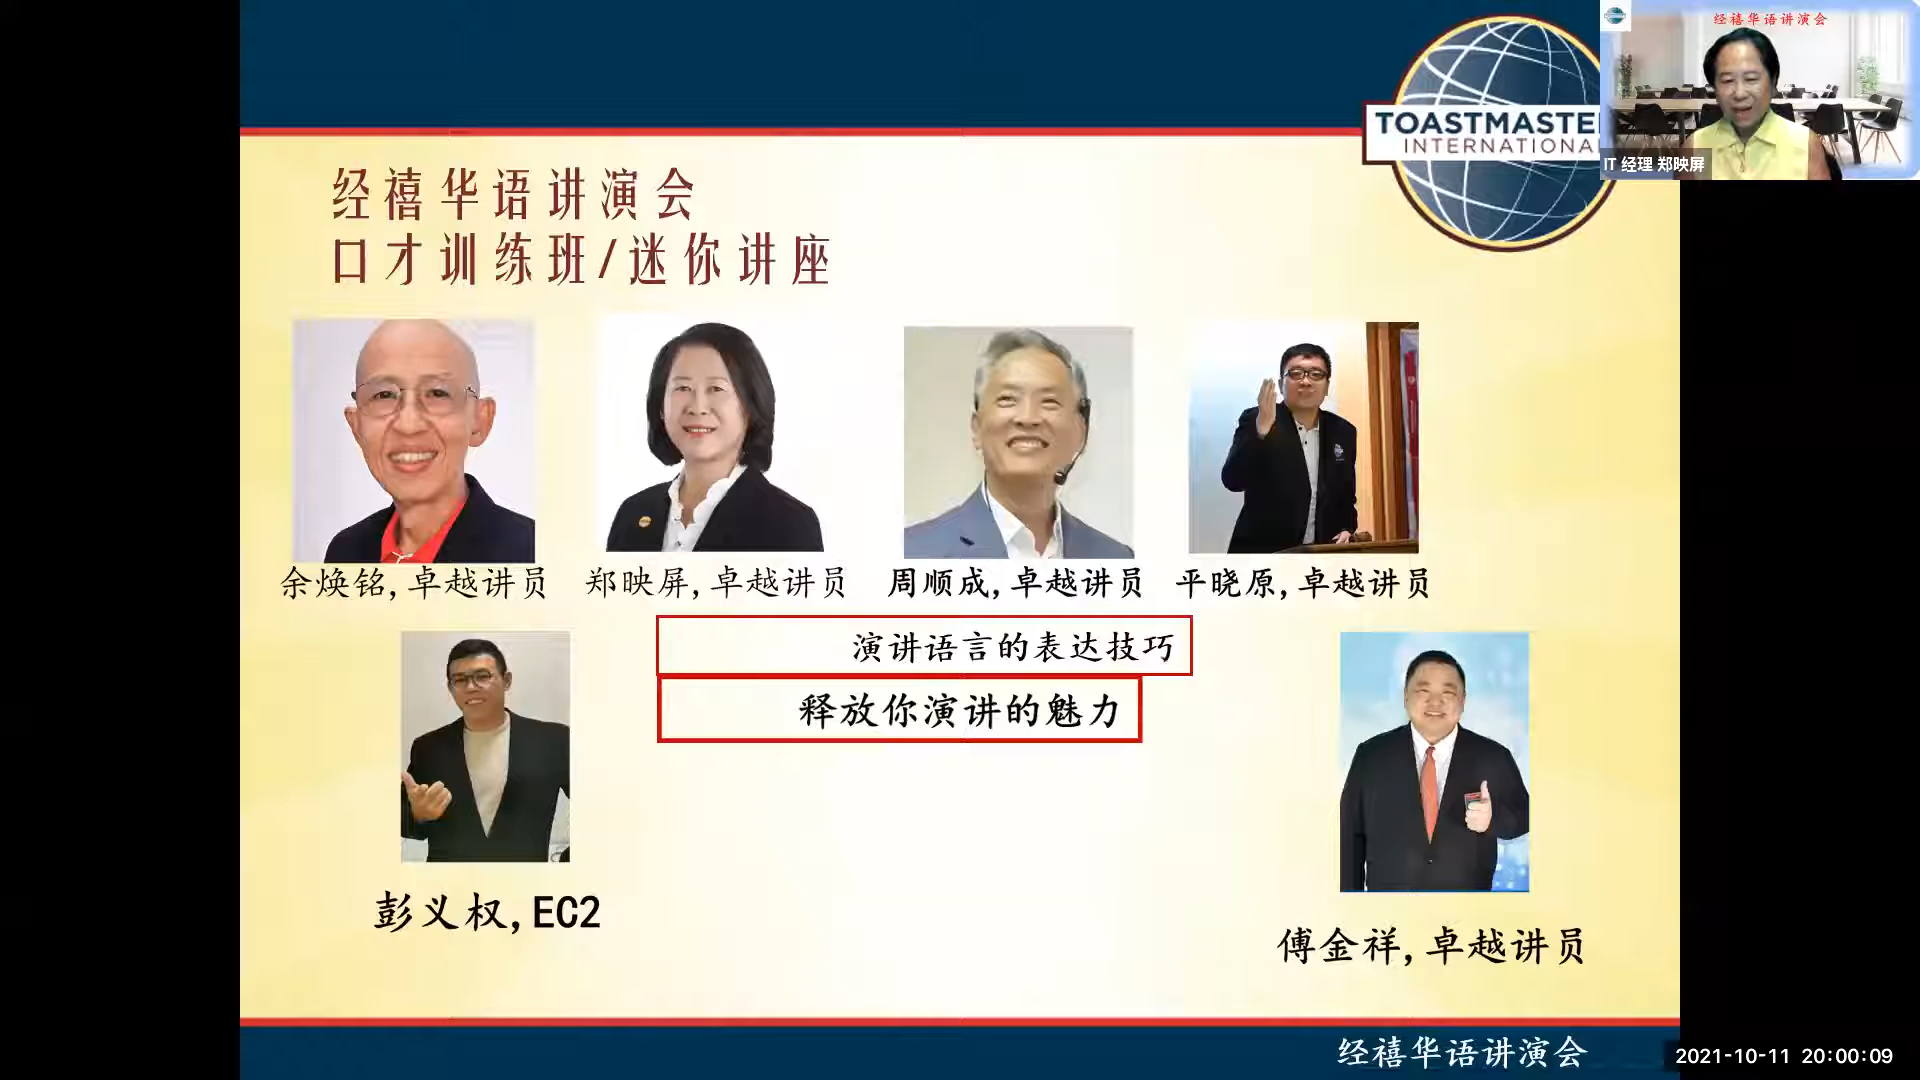 经禧华语讲演会
口才训练班/迷你讲座
TOASTMASTE
INTERNATIONA
经禧华语讲演会
IT 经理 郑映屏
余焕铭,卓越讲员
郑映屏,卓越讲员
周顺成,卓越讲员
平晓原,卓越讲员
演讲语言的表达技巧
释放你演讲的魅力
彭义权,EC2
傅金祥,卓越讲员
经禧华语讲演会
2021-10-11 20:00:09